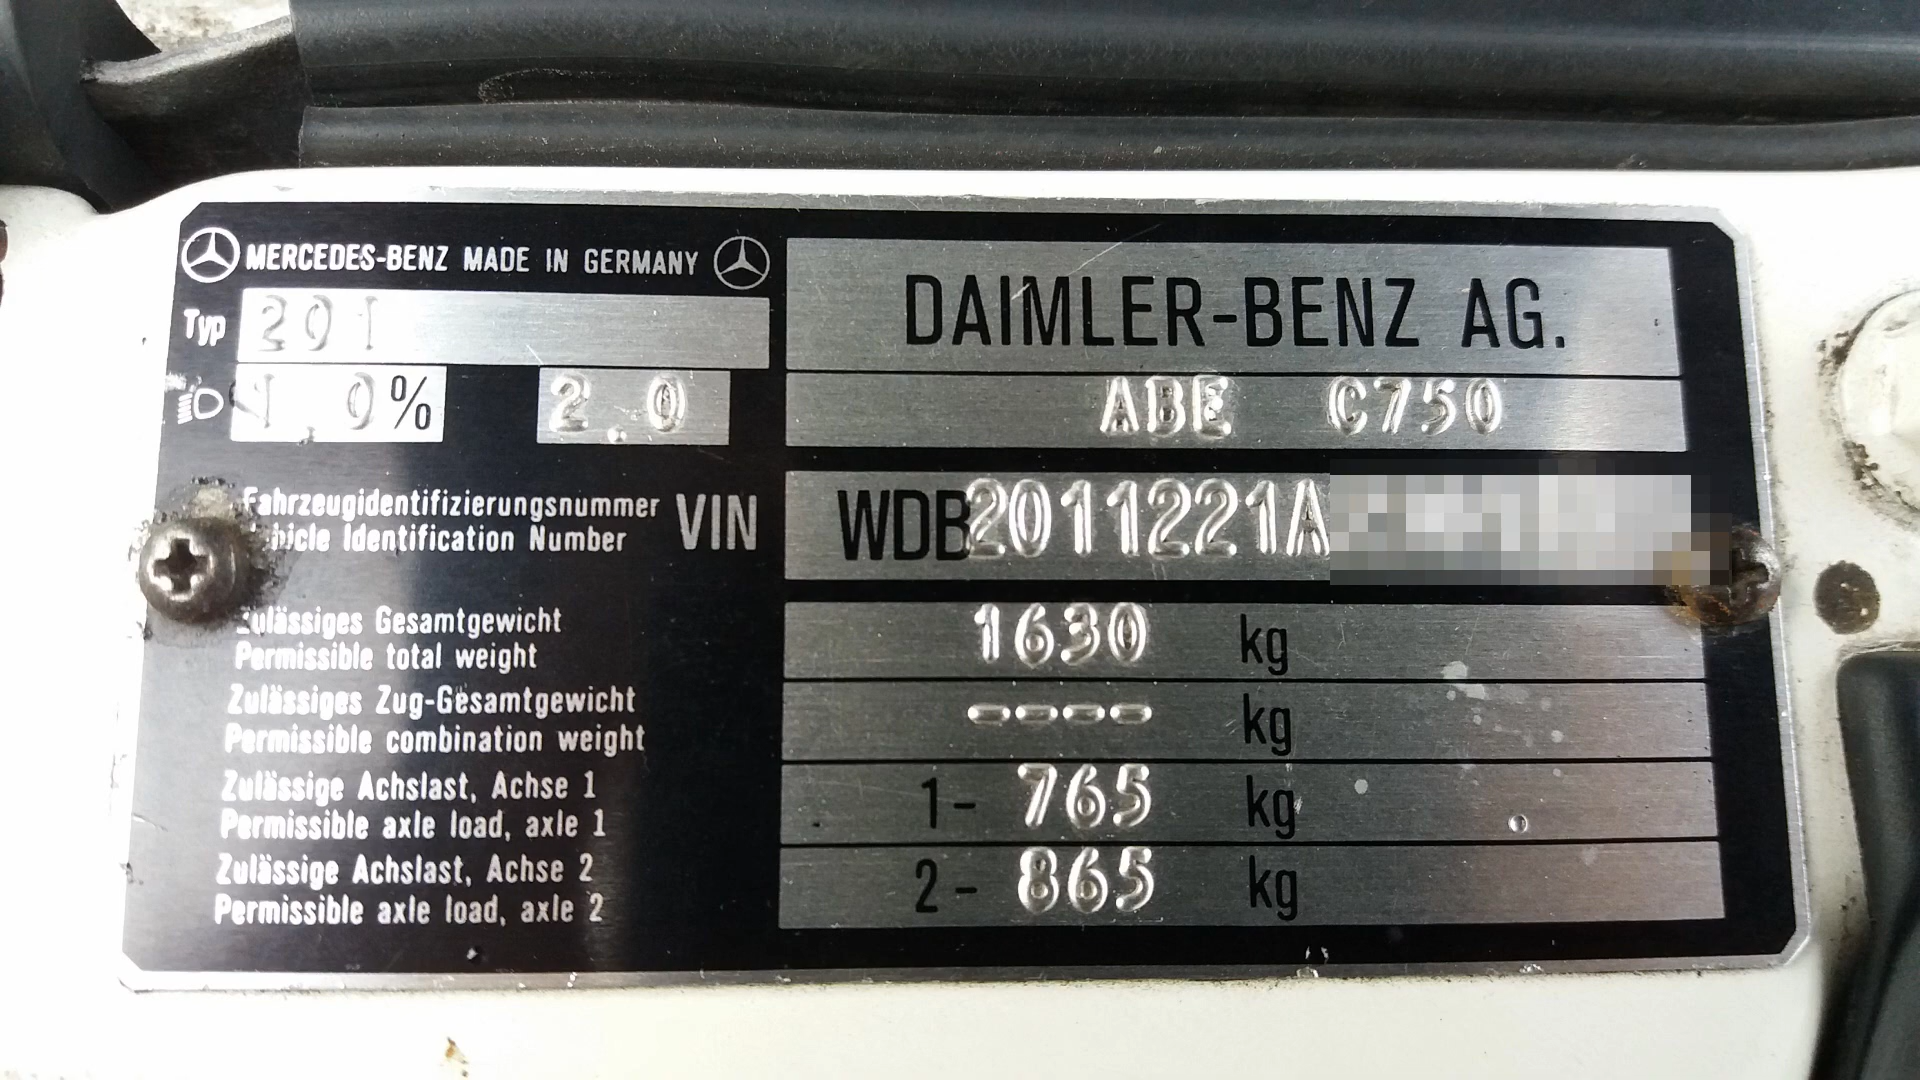 MERCEDES-BENZ MADE IN GERMANY
Typ 201
1.0% 2.0
DAIMLER-BENZ AG.
ABE C750
Fahrzeugidentifizierungsnummer
Vehicle Identification Number
VIN
WDB2011221A
Zulässiges Gesamtgewicht
Permissible total weight
1630 kg
Zulässiges Zug-Gesamtgewicht
Permissible combination weight
---- kg
Zulässige Achslast, Achse 1
Permissible axle load, axle 1
1- 765 kg
Zulässige Achslast, Achse 2
Permissible axle load, axle 2
2- 865 kg